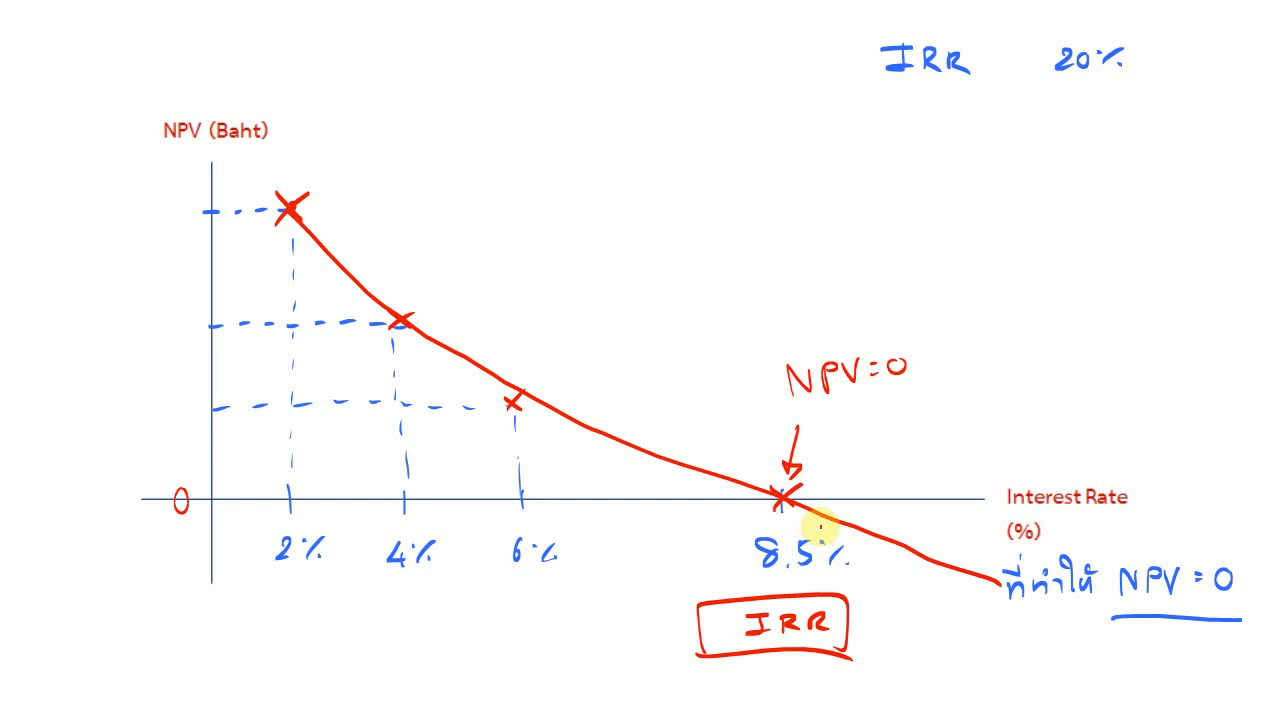 IRR 20%
NPV (Baht)
NPV=0
0
Interest Rate
(%)
2%
4%
6%
8.5%
ที่ทำให้ NPV = 0
IRR